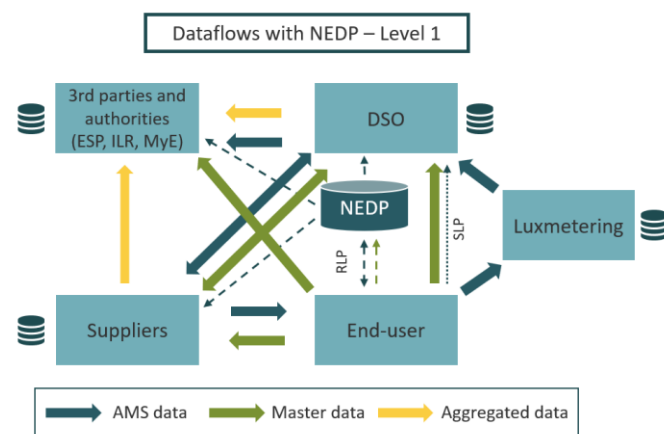 Dataflows with NEDP – Level 1
3rd parties and
authorities
(ESP, ILR, MyE)
DSO
NEDP
Luxmetering
RLP
SLP
Suppliers
End-user
AMS data
Master data
Aggregated data